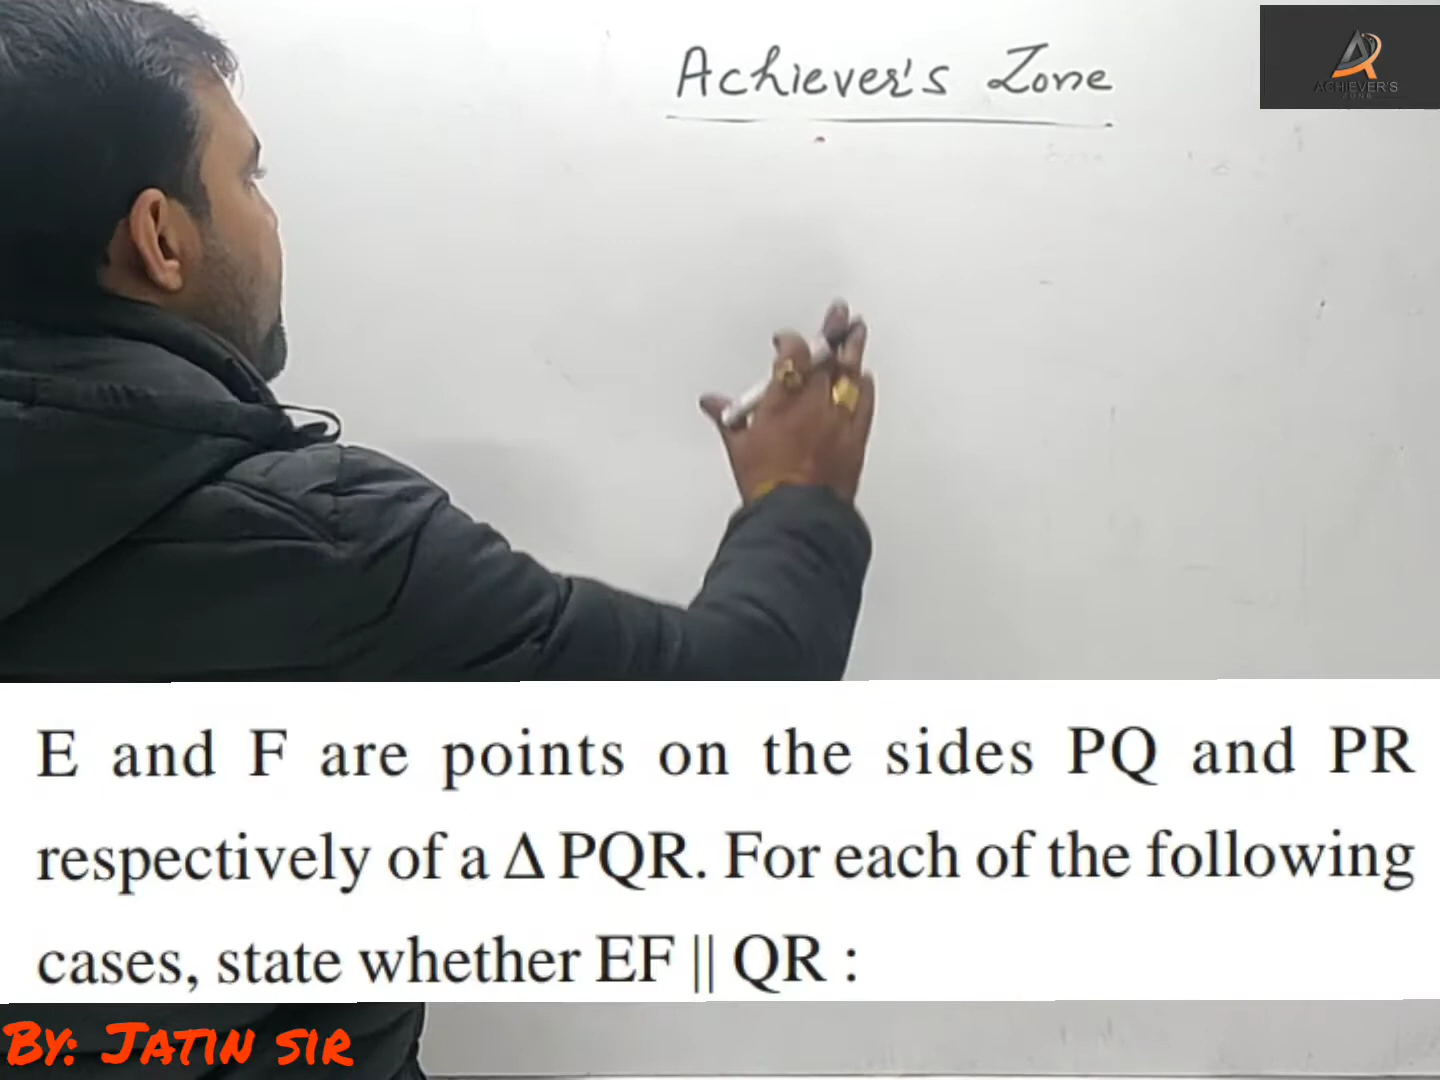 Achiever's Zone
ACHIEVER'S
ZONE
E and F are points on the sides PQ and PR
respectively of a Δ PQR. For each of the following
cases, state whether EF || QR :
By: Jatin sir